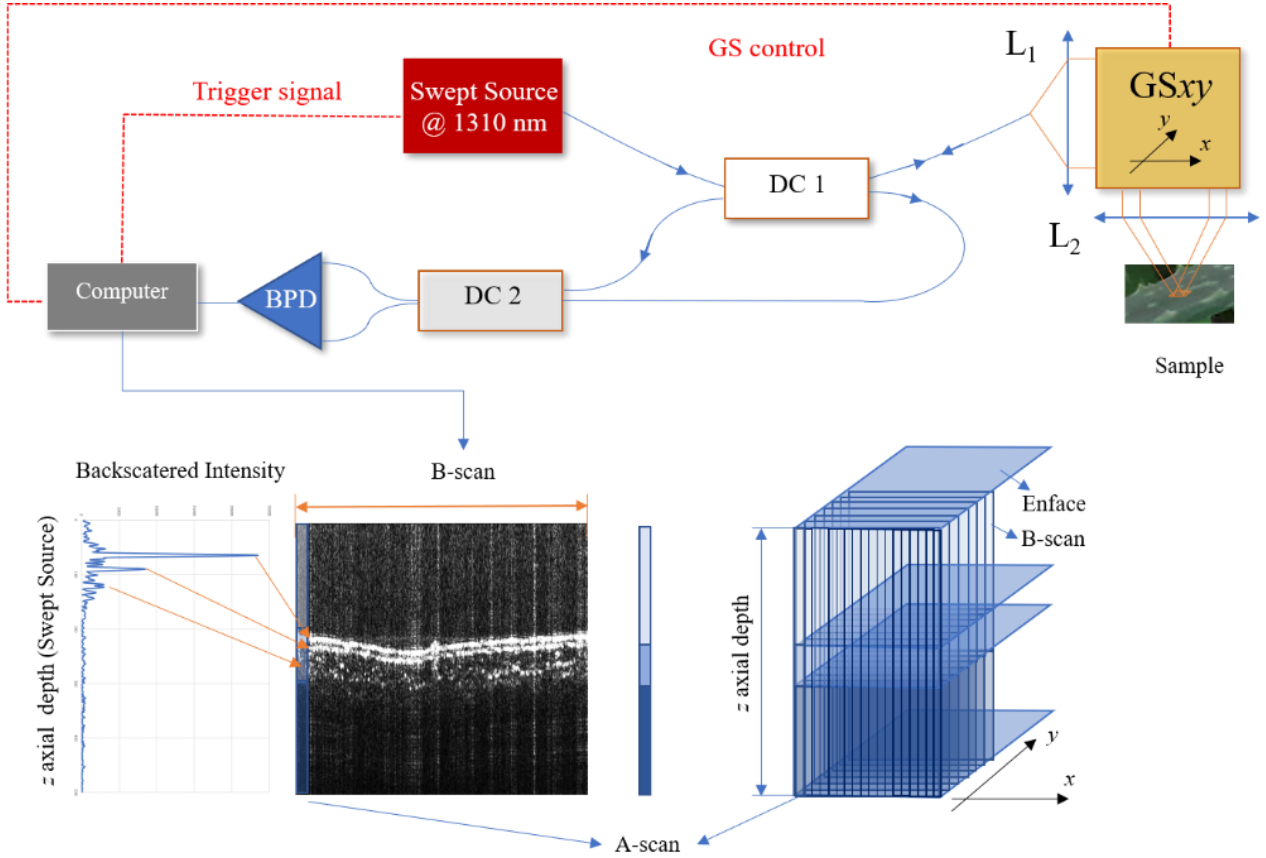 GS control
L1
GSxy
y
x
Trigger signal
Swept Source
@ 1310 nm
DC 1
L2
Computer
BPD
DC 2
Sample
Backscatered Intensity
B-scan
z axial depth (Swept Source)
Enface
B-scan
z axial depth
y
x
A-scan